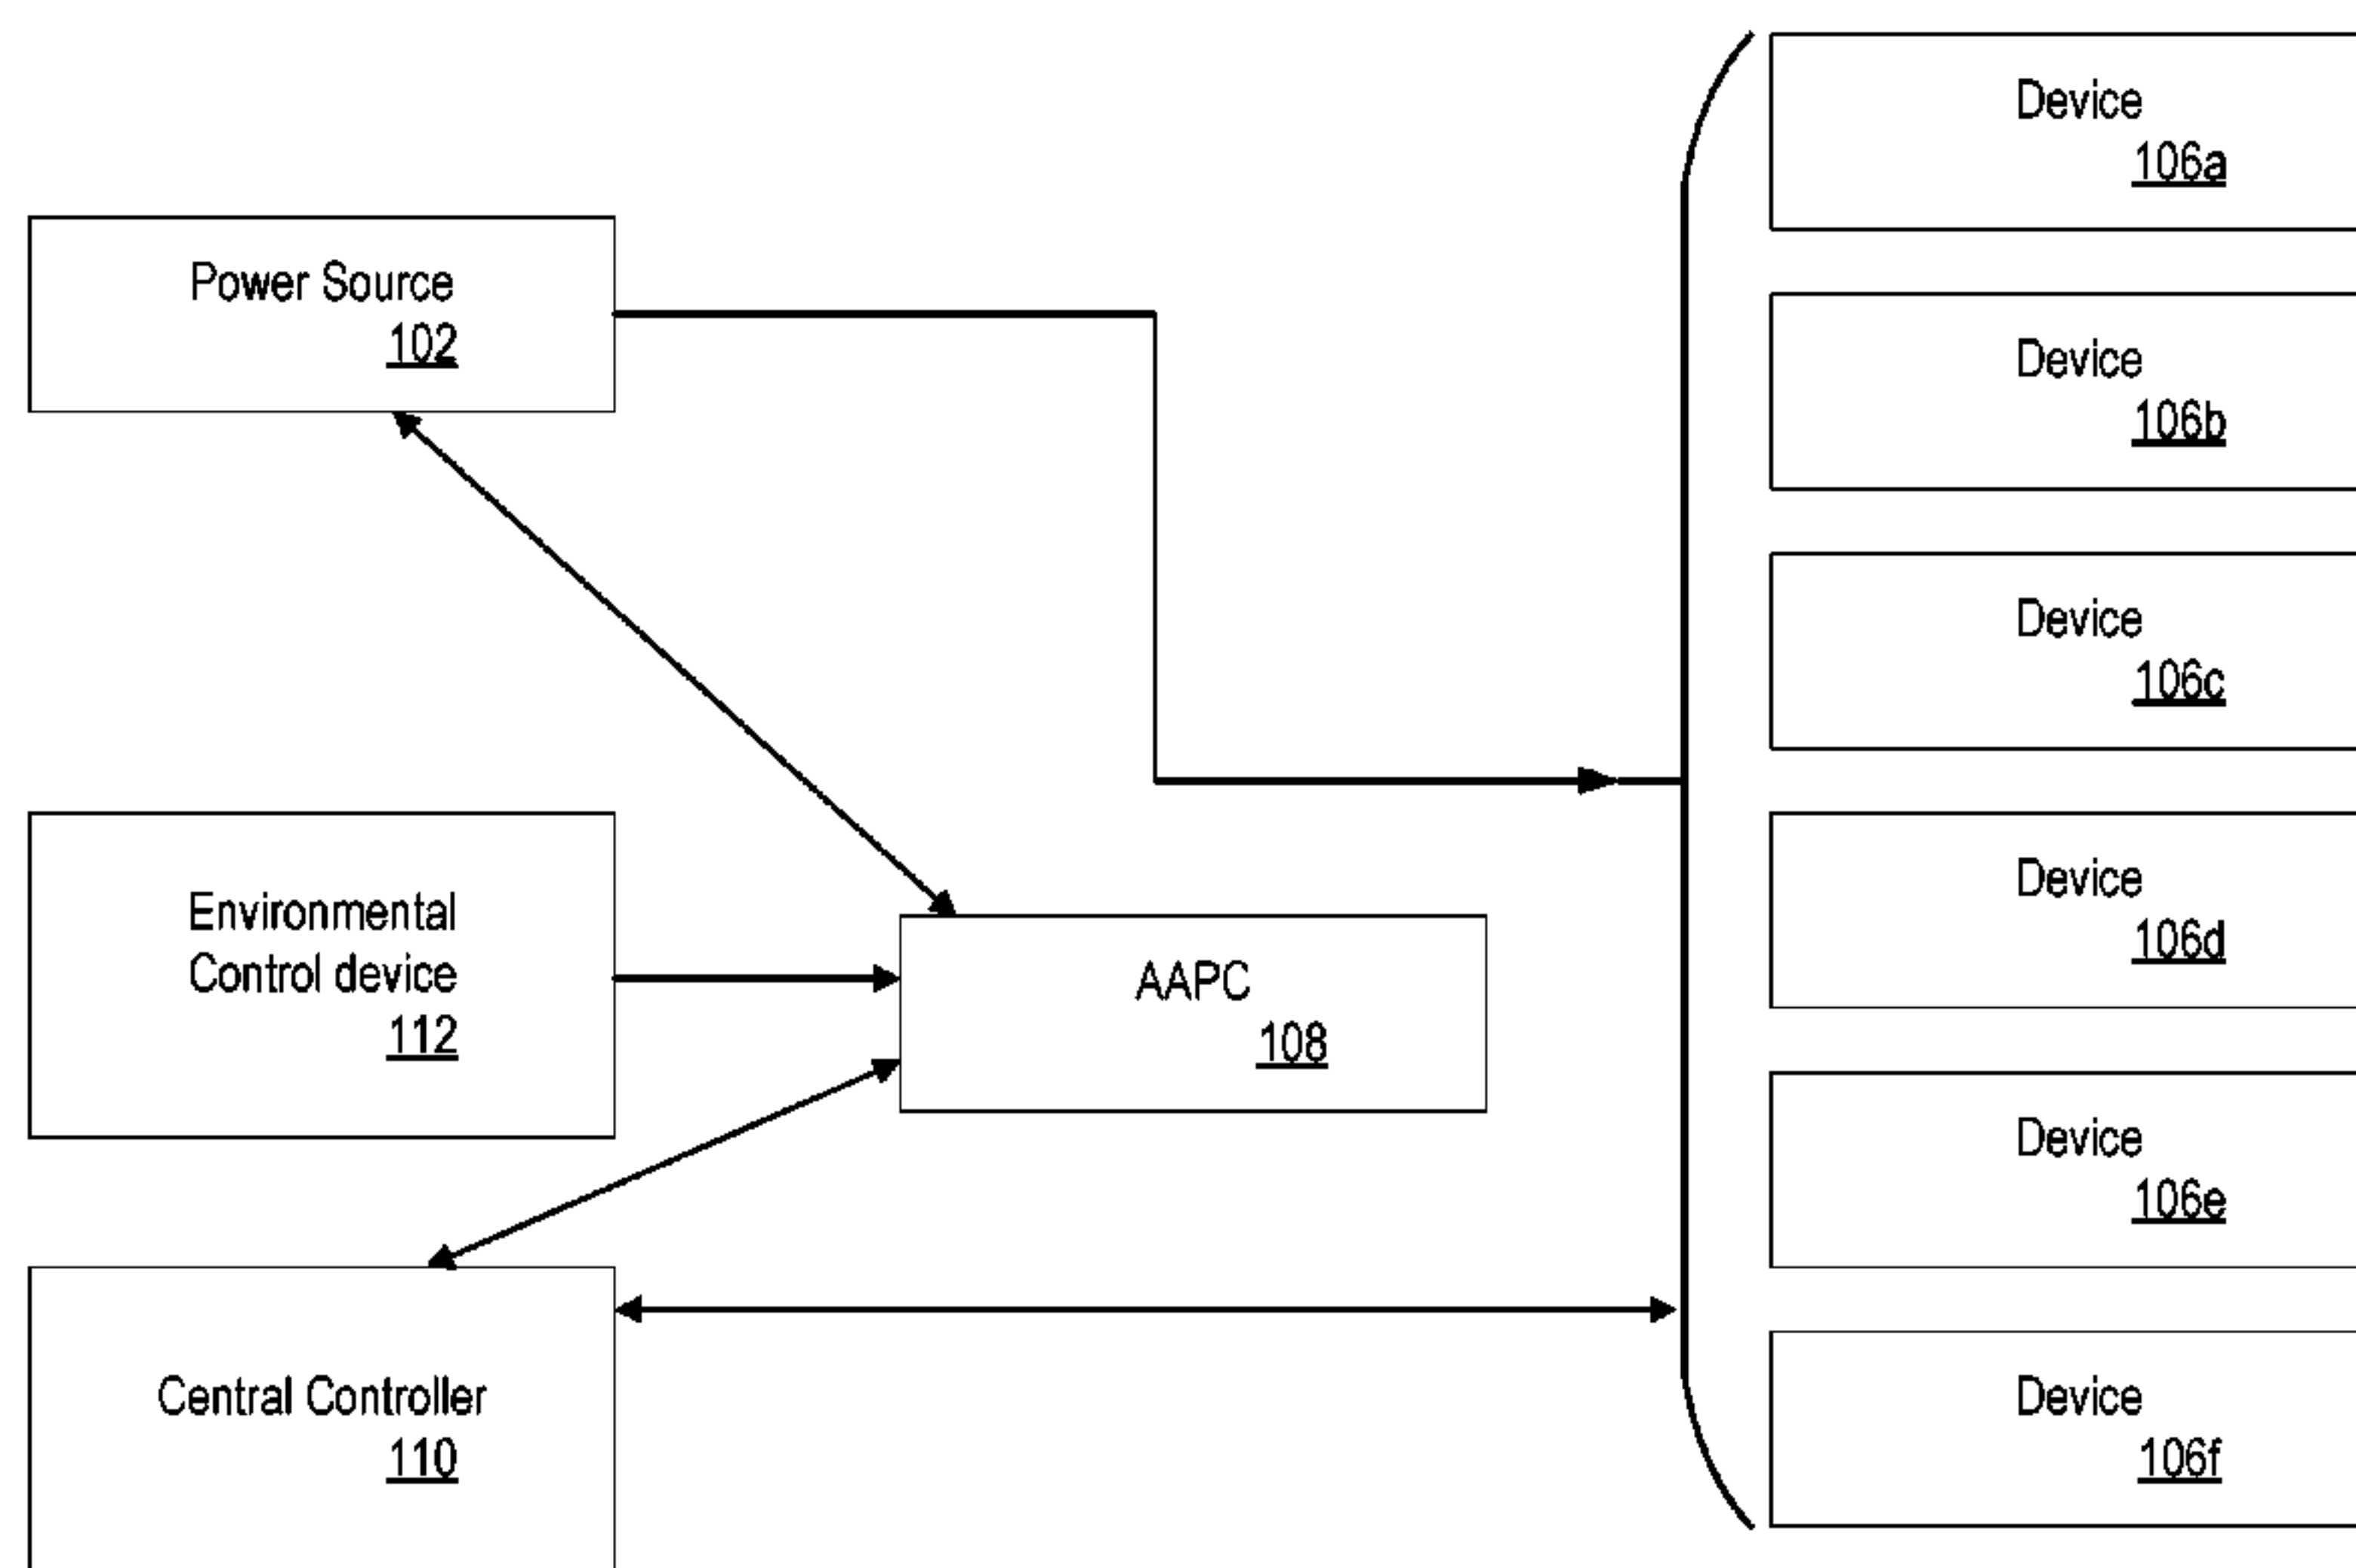 Power Source
102
Environmental
Control device
112
Central Controller
110
AAPC
108
Device
106a
Device
106b
Device
106c
Device
106d
Device
106e
Device
106f